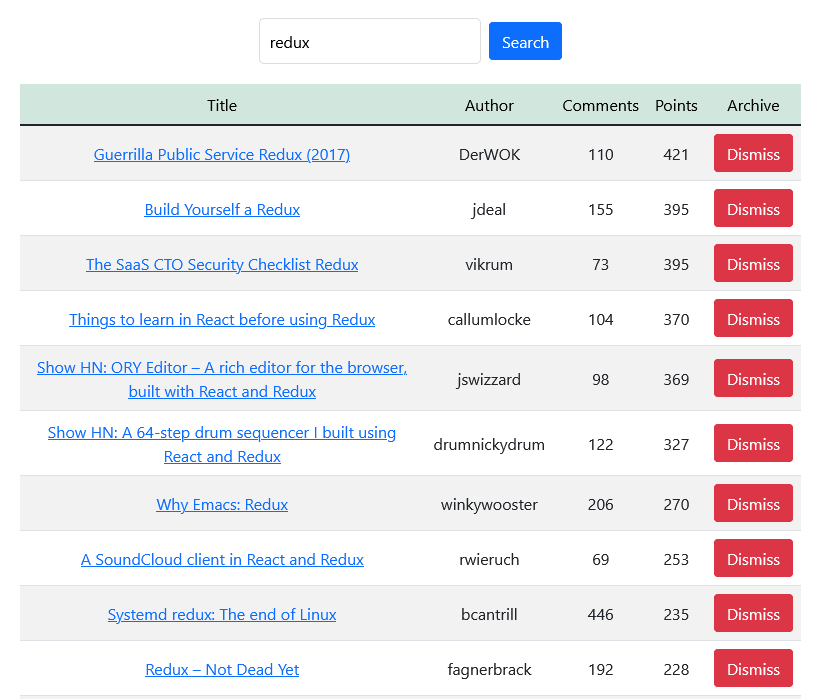 redux Search
Title Author Comments Points Archive
Guerrilla Public Service Redux (2017) DerWOK 110 421 Dismiss
Build Yourself a Redux jdeal 155 395 Dismiss
The SaaS CTO Security Checklist Redux vikrum 73 395 Dismiss
Things to learn in React before using Redux callumlocke 104 370 Dismiss
Show HN: ORY Editor – A rich editor for the browser,
built with React and Redux jswizzard 98 369 Dismiss
Show HN: A 64-step drum sequencer I built using
React and Redux drumnickydrum 122 327 Dismiss
Why Emacs: Redux winkywooster 206 270 Dismiss
A SoundCloud client in React and Redux rwieruch 69 253 Dismiss
Systemd redux: The end of Linux bcantrill 446 235 Dismiss
Redux – Not Dead Yet fagnerbrack 192 228 Dismiss